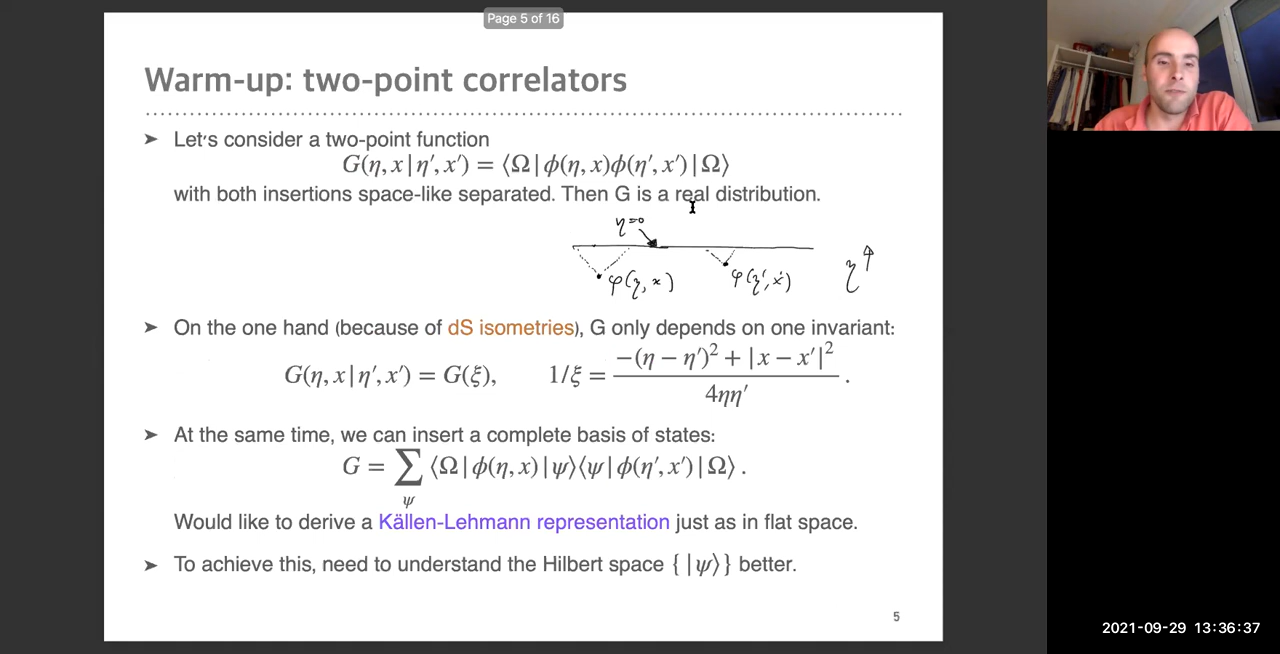 Page 5 of 16
Warm-up: two-point correlators
➤ Let's consider a two-point function
G(η, x | η′, x′) = ⟨Ω | ϕ(η, x)ϕ(η′, x′) | Ω⟩
with both insertions space-like separated. Then G is a real distribution.
η=0
φ(η, x) φ(η′, x′) η
➤ On the one hand (because of dS isometries), G only depends on one invariant:
G(η, x | η′, x′) = G(ξ), 1/ξ = (−(η − η′)² + |x − x′|²) / (4ηη′) .
➤ At the same time, we can insert a complete basis of states:
G = ∑_ψ ⟨Ω | ϕ(η, x) | ψ⟩⟨ψ | ϕ(η′, x′) | Ω⟩ .
Would like to derive a Källen-Lehmann representation just as in flat space.
➤ To achieve this, need to understand the Hilbert space { | ψ⟩} better.
5
2021-09-29 13:36:37